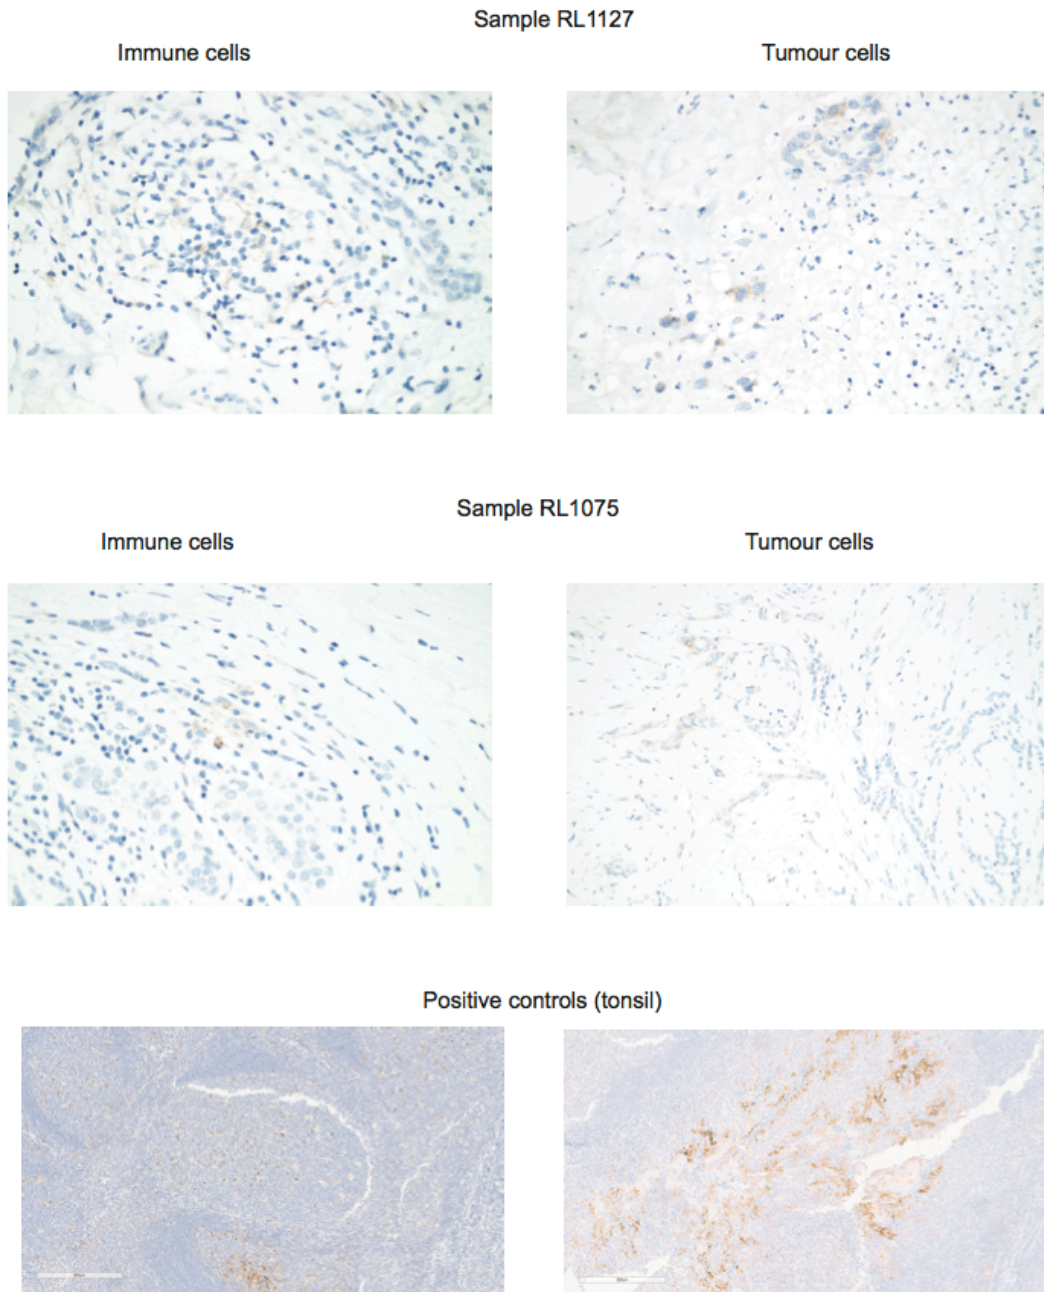 Sample RL1127
Immune cells
Tumour cells
Sample RL1075
Immune cells
Tumour cells
Positive controls (tonsil)